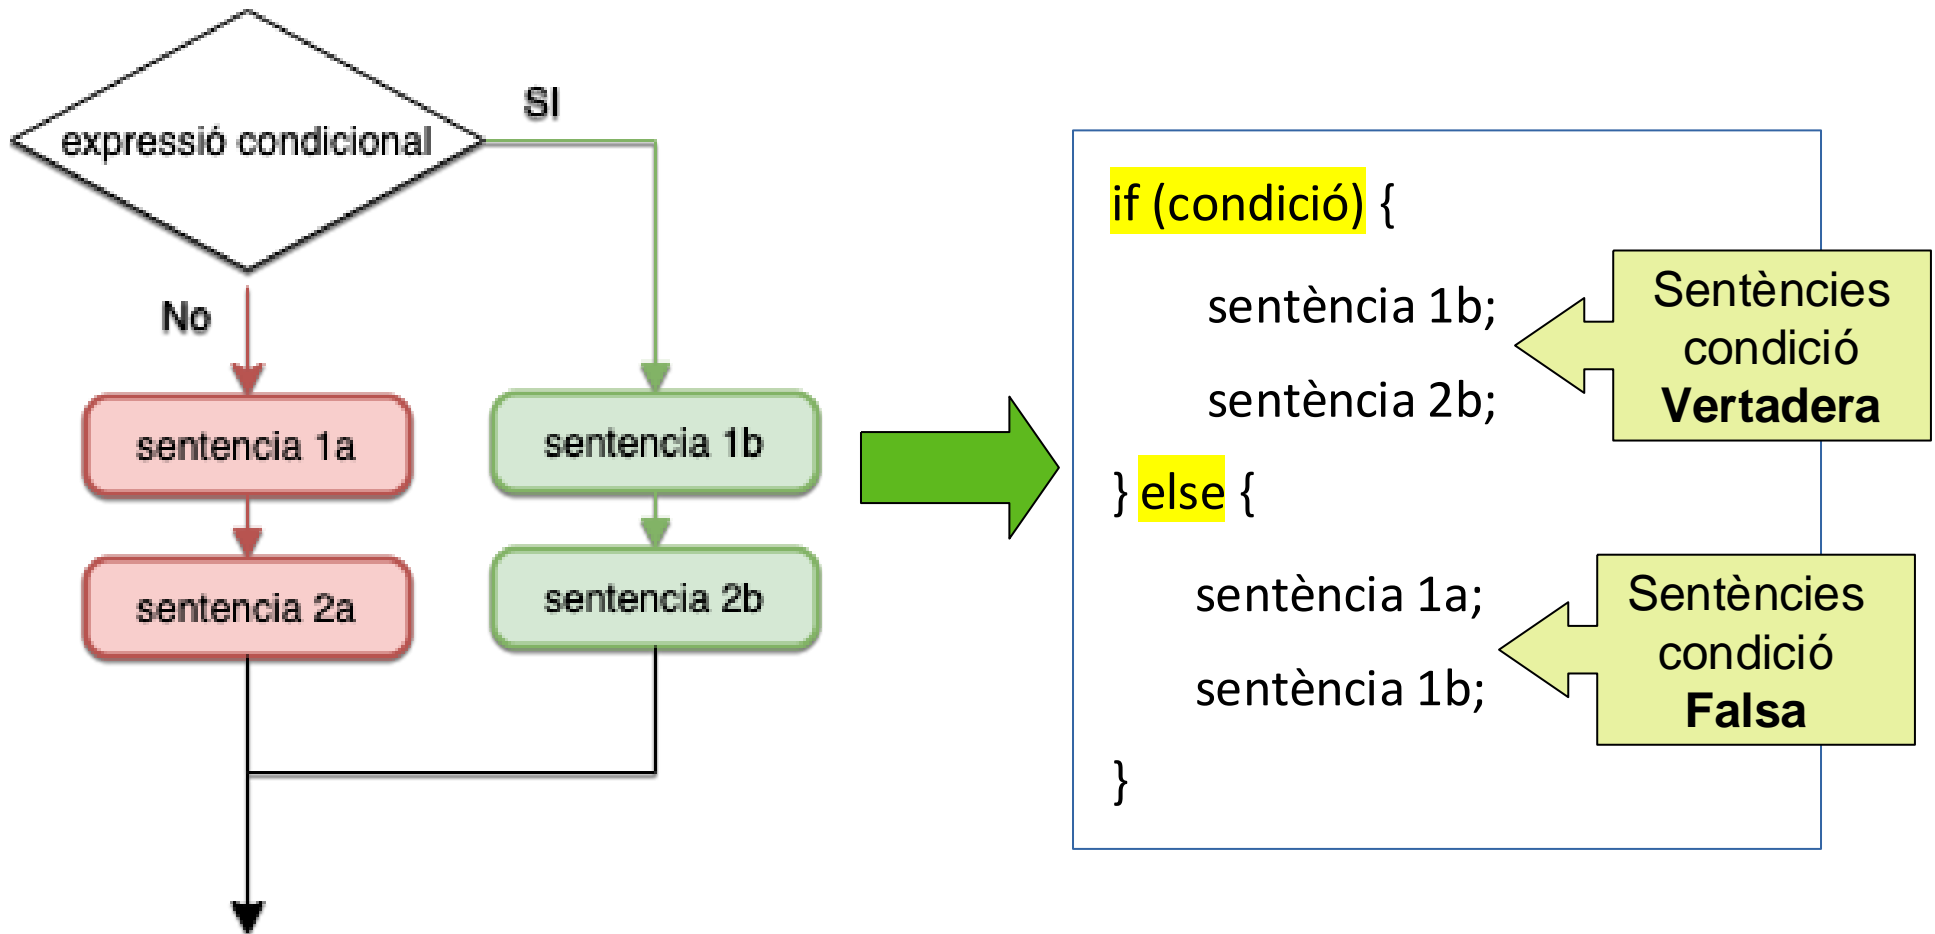 expressió condicional
SI
No
sentencia 1a
sentencia 2a
sentencia 1b
sentencia 2b
if (condició) {
sentència 1b;
sentència 2b;
} else {
sentència 1a;
sentència 1b;
}
Sentències
condició
Vertadera
Sentències
condició
Falsa